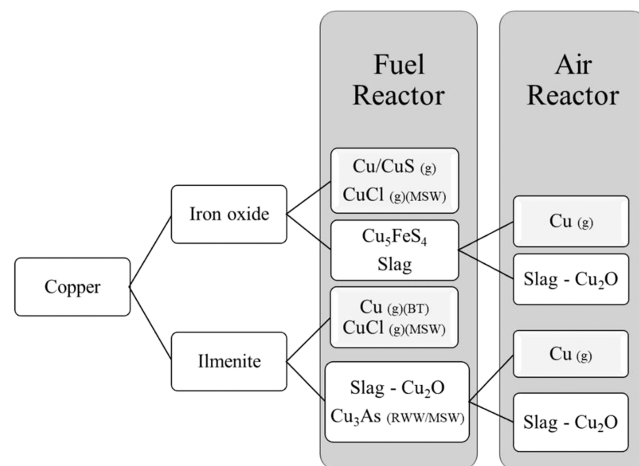 Fuel
Reactor
Air
Reactor
Copper
Iron oxide
Ilmenite
Cu/CuS (g)
CuCl (g)(MSW)
Cu₅FeS₄
Slag
Cu (g)(BT)
CuCl (g)(MSW)
Slag - Cu₂O
Cu₃As (RWW/MSW)
Cu (g)
Slag - Cu₂O
Cu (g)
Slag - Cu₂O